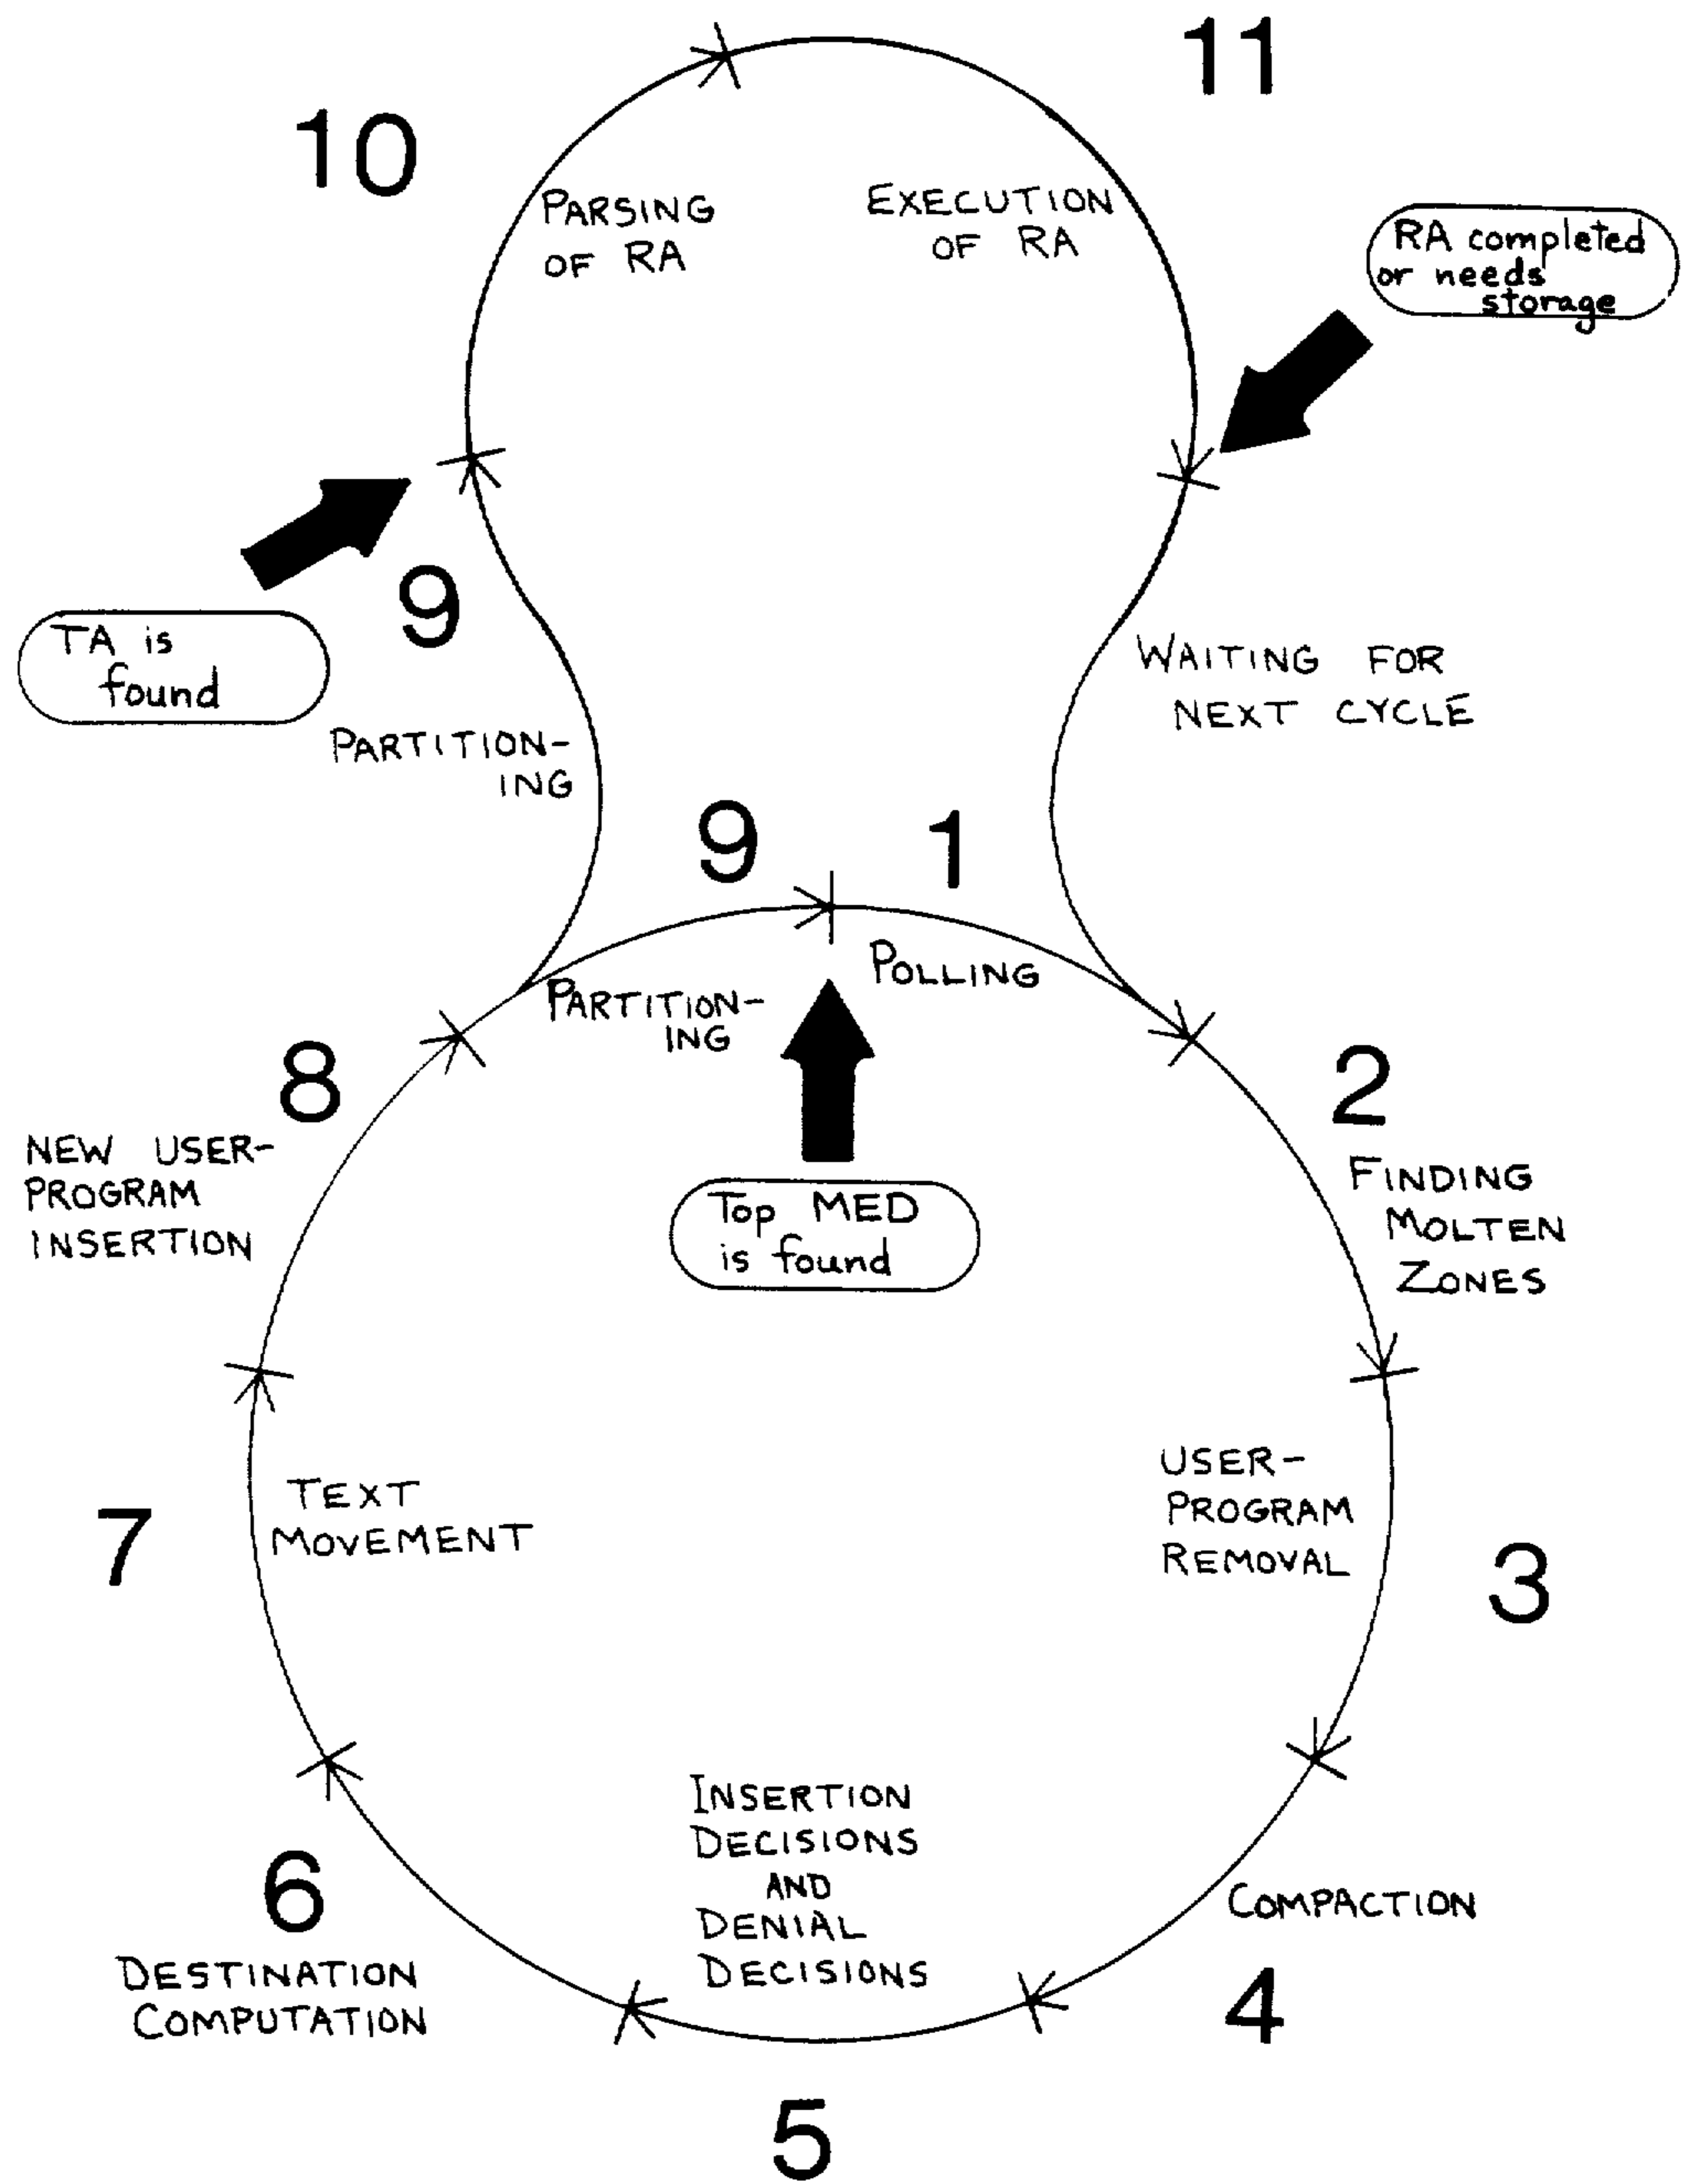 11
10
PARSING
OF RA
EXECUTION
OF RA
RA completed
or needs
storage
9
TA is
found
PARTITION-
ING
WAITING FOR
NEXT CYCLE
9
1
POLLING
PARTITION-
ING
8
NEW USER-
PROGRAM
INSERTION
2
FINDING
MOLTEN
ZONES
Top MED
is found
USER-
PROGRAM
REMOVAL
3
TEXT
MOVEMENT
7
INSERTION
DECISIONS
AND
DENIAL
DECISIONS
6
DESTINATION
COMPUTATION
COMPACTION
4
5